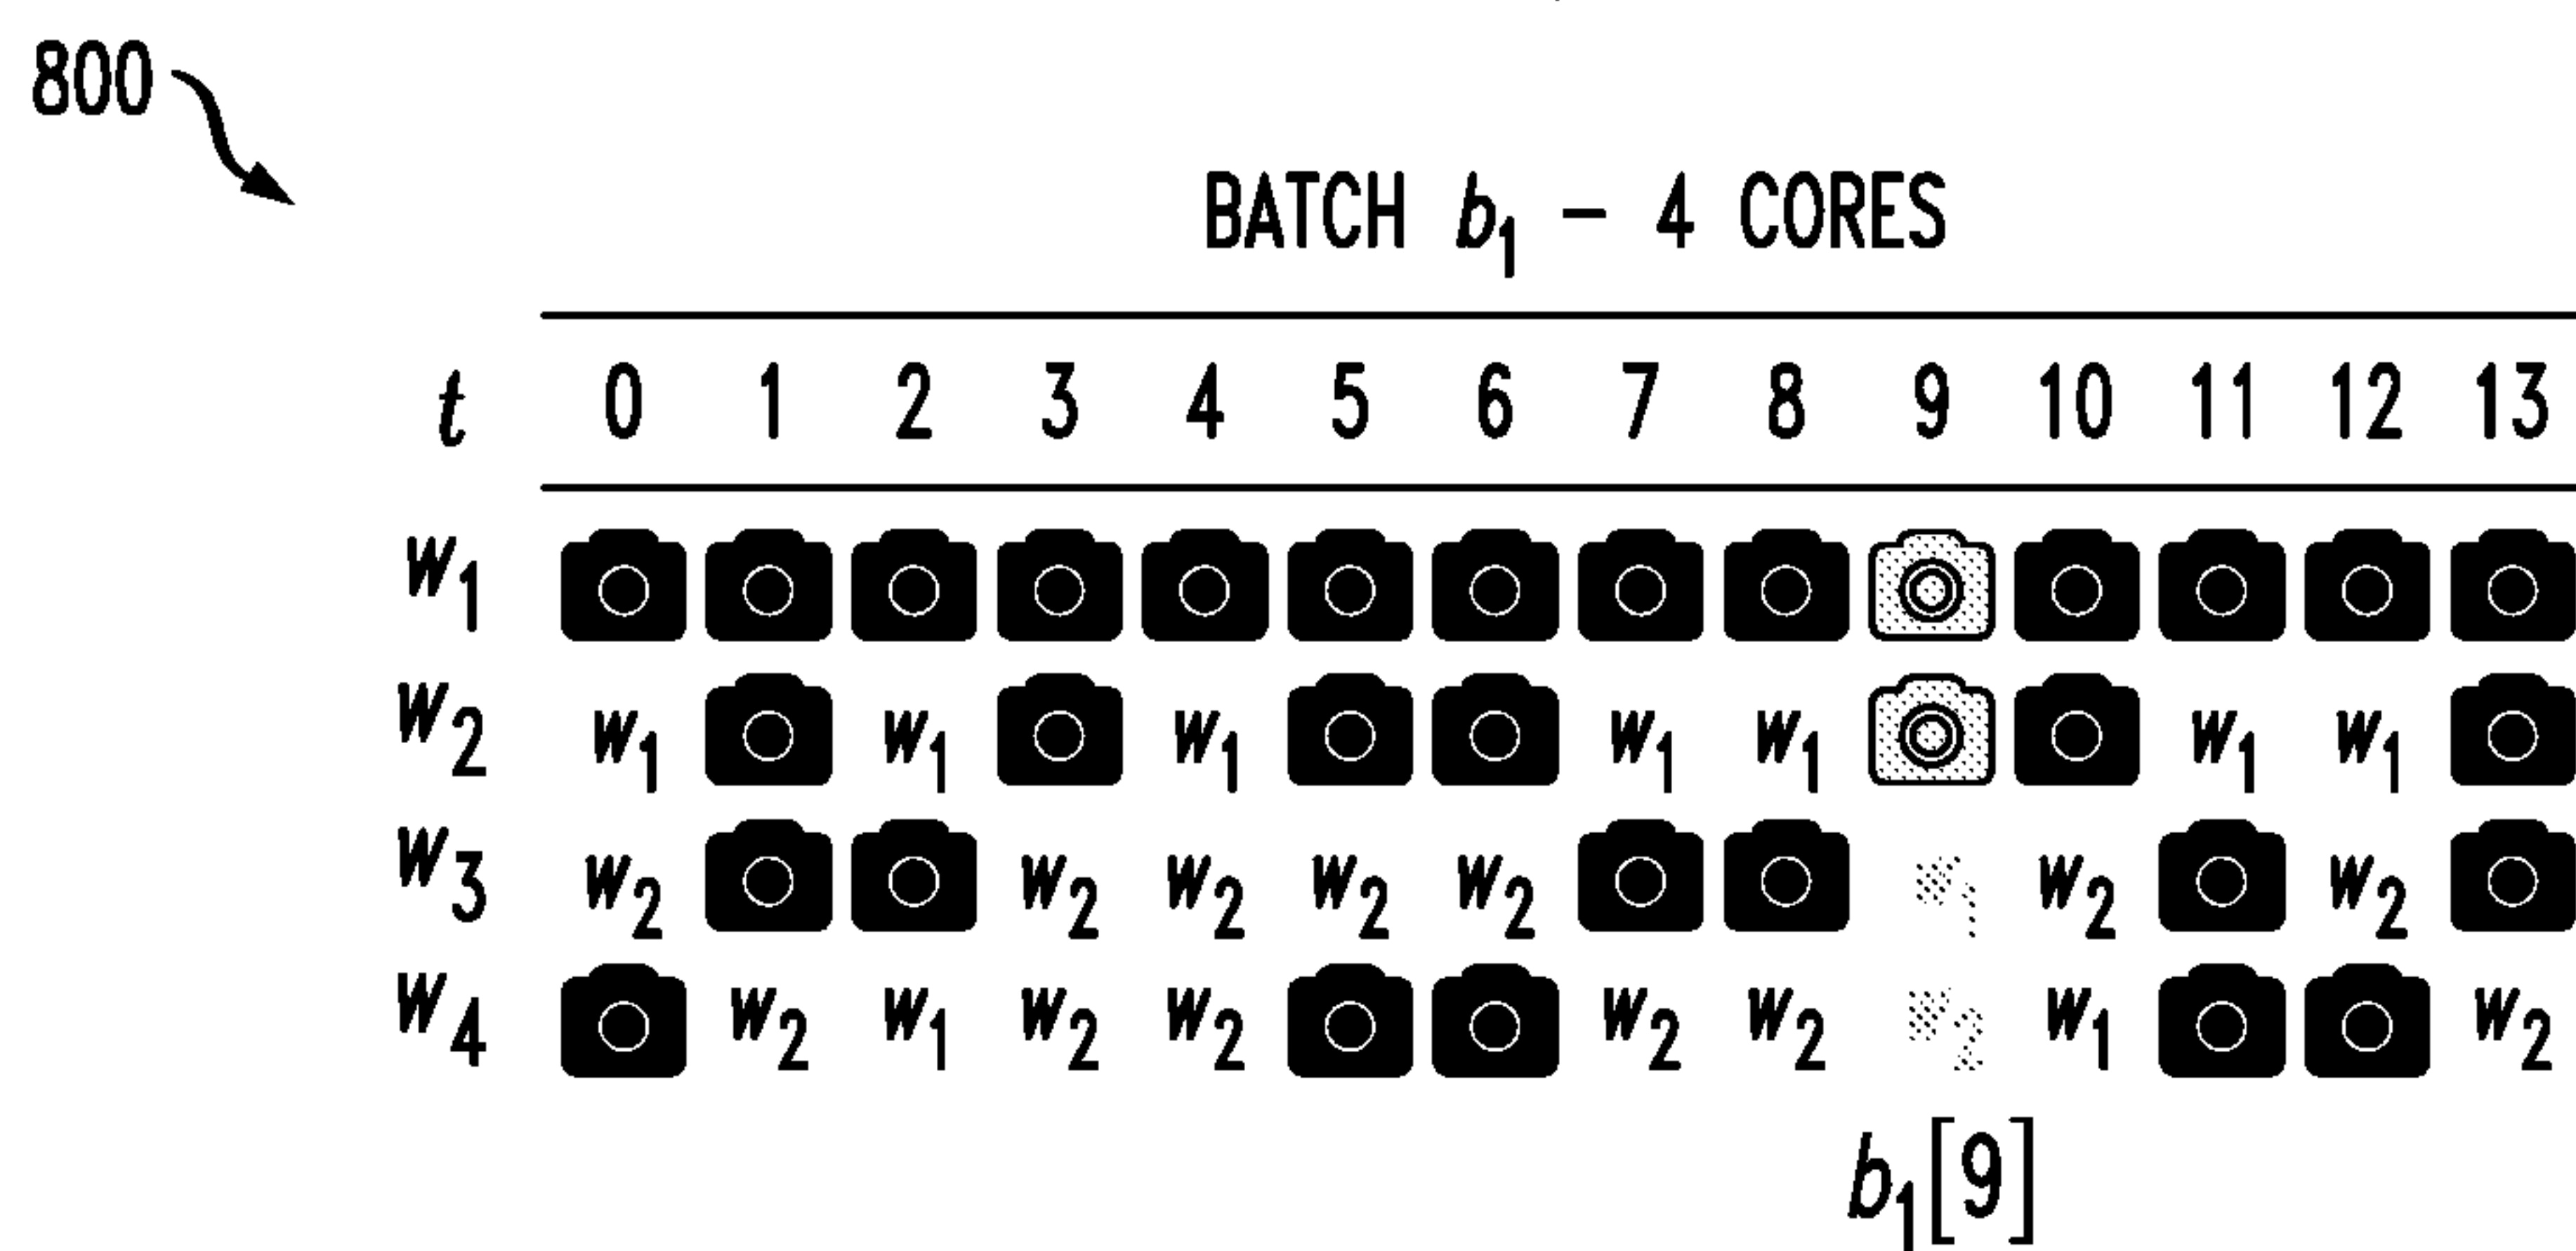 800
BATCH b₁ – 4 CORES
t 0 1 2 3 4 5 6 7 8 9 10 11 12 13
w₁
w₂ w₁ w₁ w₁ w₁ w₁ w₁ w₁
w₃ w₂ w₂ w₂ w₂ w₂ w₁ w₂ w₂
w₄ w₂ w₁ w₂ w₂ w₂ w₂ w₂ w₁ w₂
b₁[9]